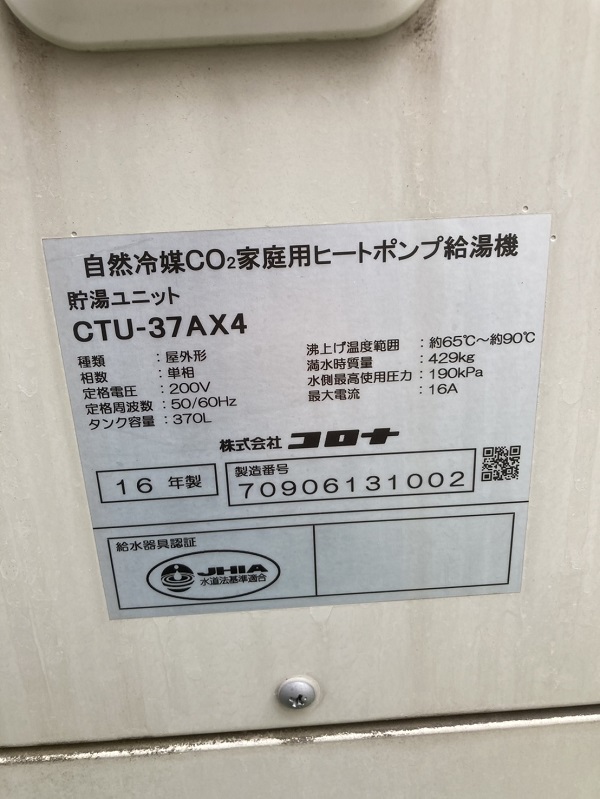 自然冷媒CO₂家庭用ヒートポンプ給湯機
貯湯ユニット
CTU-37AX4
種類 : 屋外形
相数 : 単相
定格電圧 : 200V
定格周波数 : 50/60Hz
タンク容量 : 370L
沸上げ温度範囲 : 約65℃～約90℃
満水時質量 : 429kg
水側最高使用圧力 : 190kPa
最大電流 : 16A
株式会社 コロナ
16 年製
製造番号
70906131002
給水器具認証
JHIA
水道法基準適合